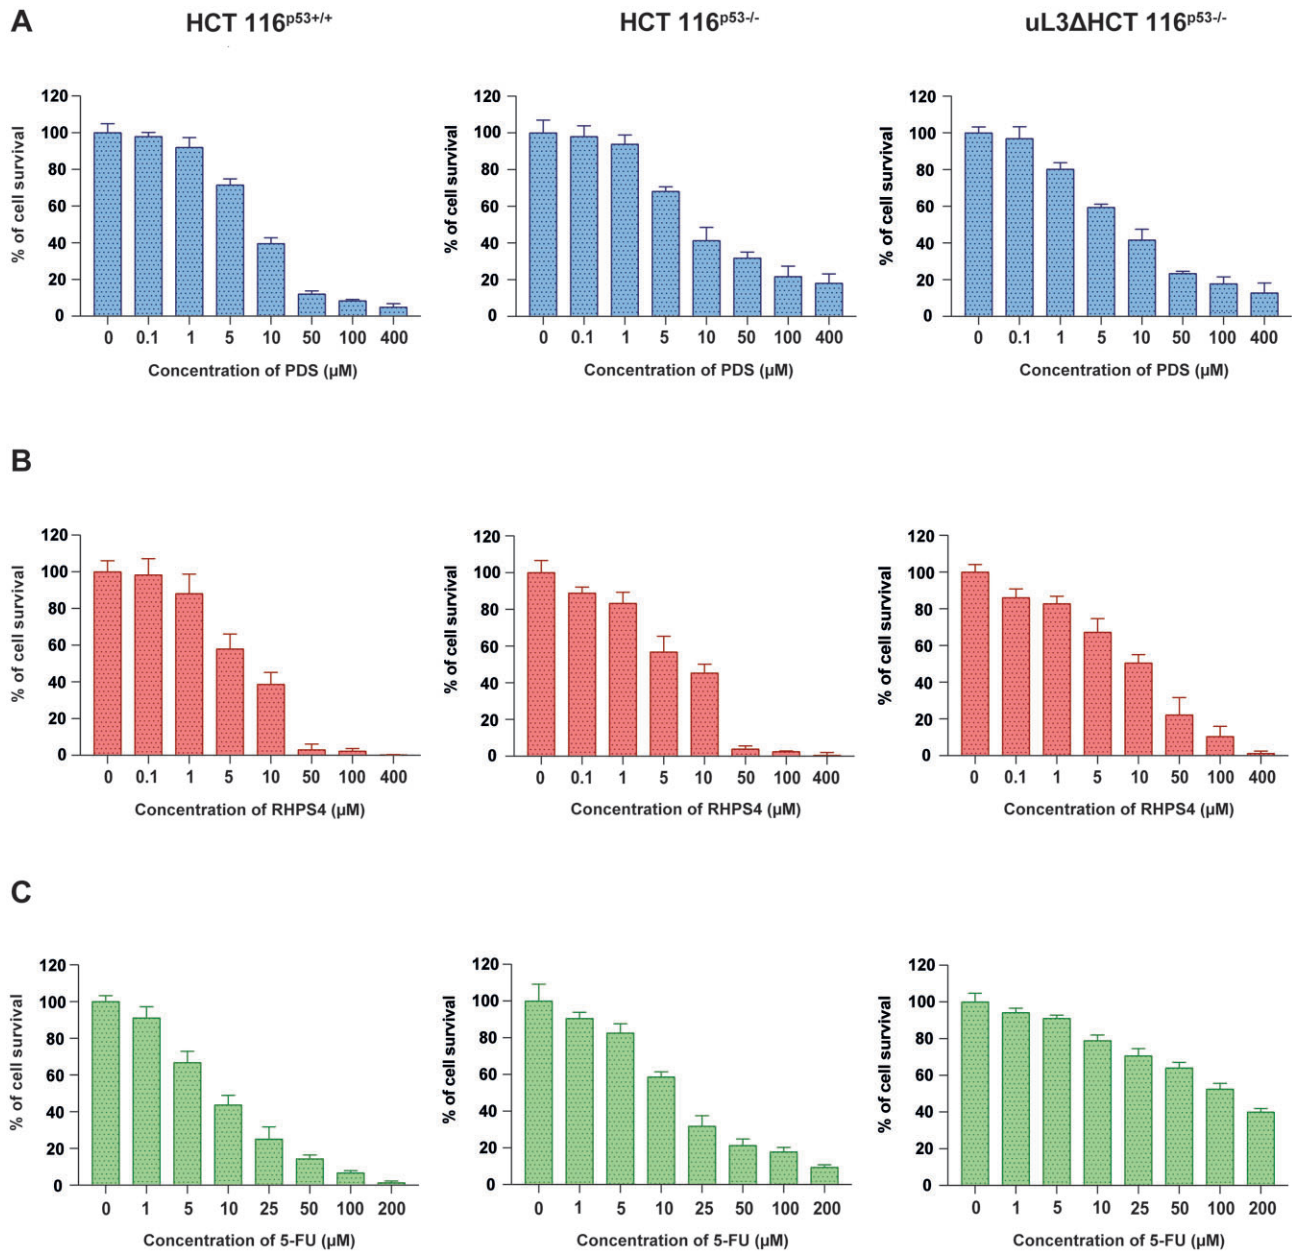 A
HCT 116p53+/+
HCT 116p53-/-
uL3ΔHCT 116p53-/-
120
100
80
60
40
20
0
% of cell survival
0 0.1 1 5 10 50 100 400
Concentration of PDS (µM)
120
100
80
60
40
20
0
% of cell survival
0 0.1 1 5 10 50 100 400
Concentration of PDS (µM)
120
100
80
60
40
20
0
% of cell survival
0 0.1 1 5 10 50 100 400
Concentration of PDS (µM)
B
120
100
80
60
40
20
0
% of cell survival
0 0.1 1 5 10 50 100 400
Concentration of RHPS4 (µM)
120
100
80
60
40
20
0
% of cell survival
0 0.1 1 5 10 50 100 400
Concentration of RHPS4 (µM)
120
100
80
60
40
20
0
% of cell survival
0 0.1 1 5 10 50 100 400
Concentration of RHPS4 (µM)
C
120
100
80
60
40
20
0
% of cell survival
0 1 5 10 25 50 100 200
Concentration of 5-FU (µM)
120
100
80
60
40
20
0
% of cell survival
0 1 5 10 25 50 100 200
Concentration of 5-FU (µM)
120
100
80
60
40
20
0
% of cell survival
0 1 5 10 25 50 100 200
Concentration of 5-FU (µM)